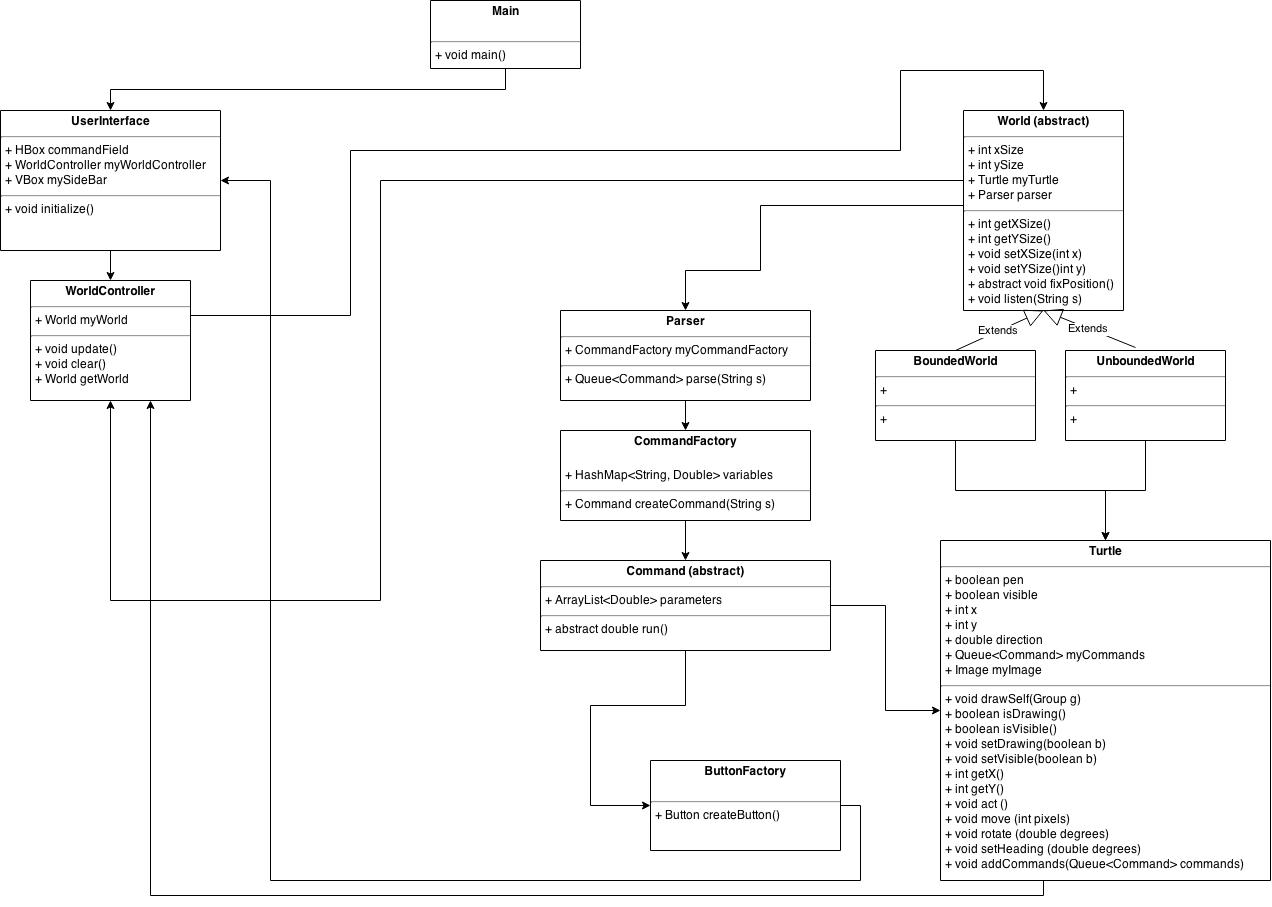 Main
+ void main()
UserInterface
+ HBox commandField
+ WorldController myWorldController
+ VBox mySideBar
+ void initialize()
World (abstract)
+ int xSize
+ int ySize
+ Turtle myTurtle
+ Parser parser
+ int getXSize()
+ int getYSize()
+ void setXSize(int x)
+ void setYSize()int y)
+ abstract void fixPosition()
+ void listen(String s)
WorldController
+ World myWorld
+ void update()
+ void clear()
+ World getWorld
Parser
+ CommandFactory myCommandFactory
+ Queue<Command> parse(String s)
Extends
Extends
BoundedWorld
+
+
UnboundedWorld
+
+
CommandFactory
+ HashMap<String, Double> variables
+ Command createCommand(String s)
Command (abstract)
+ ArrayList<Double> parameters
+ abstract double run()
Turtle
+ boolean pen
+ boolean visible
+ int x
+ int y
+ double direction
+ Queue<Command> myCommands
+ Image myImage
+ void drawSelf(Group g)
+ boolean isDrawing()
+ boolean isVisible()
+ void setDrawing(boolean b)
+ void setVisible(boolean b)
+ int getX()
+ int getY()
+ void act ()
+ void move (int pixels)
+ void rotate (double degrees)
+ void setHeading (double degrees)
+ void addCommands(Queue<Command> commands)
ButtonFactory
+ Button createButton()